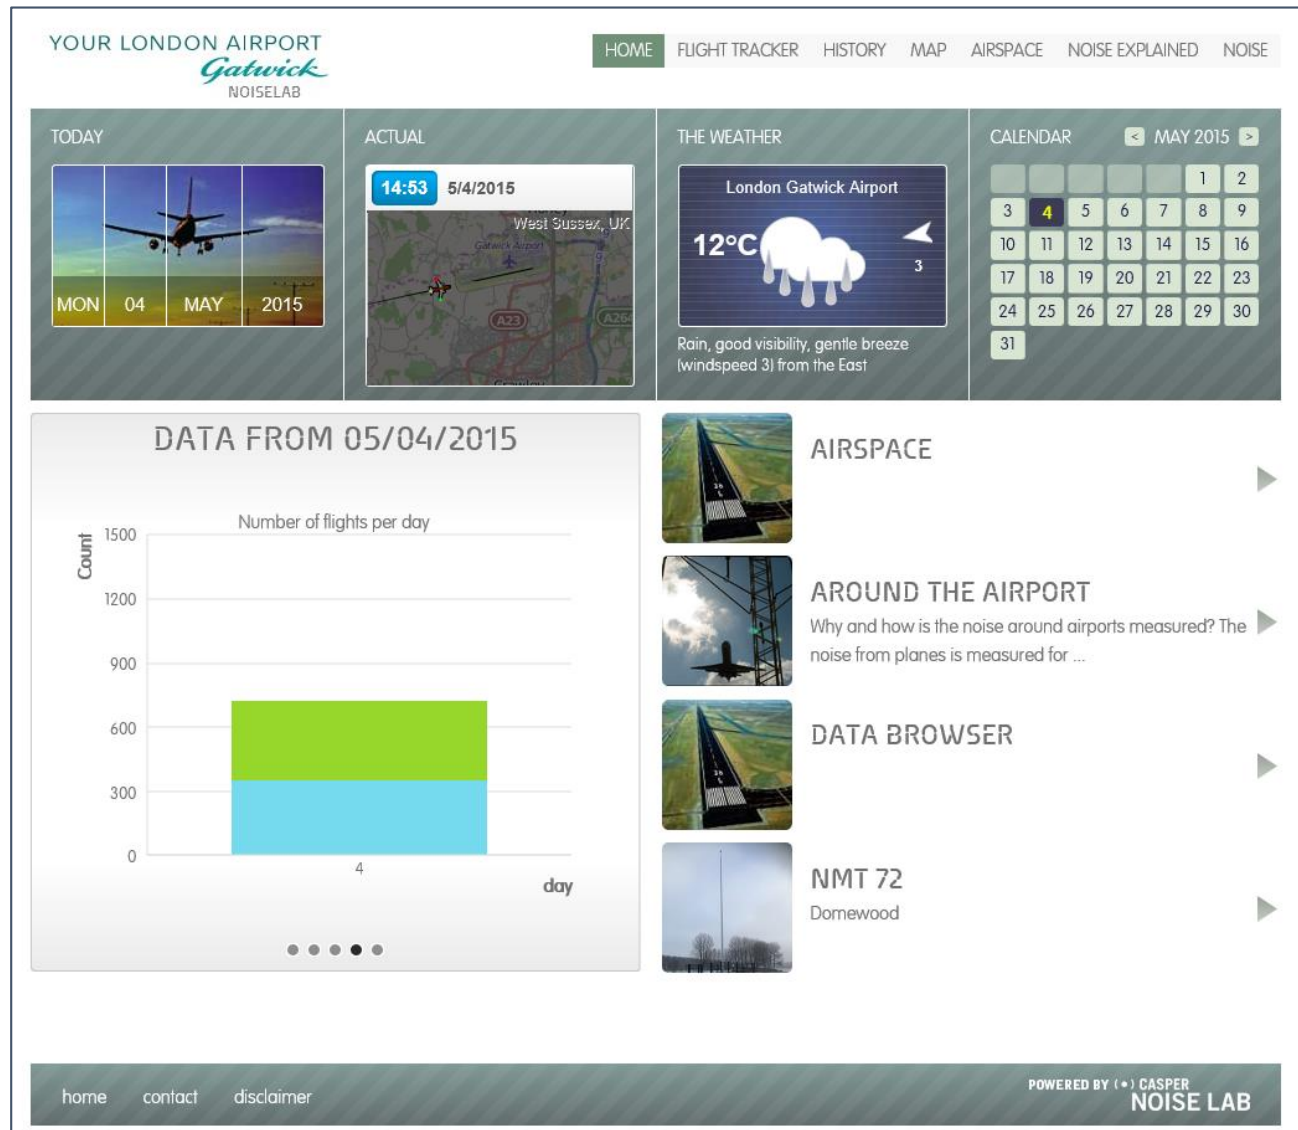 YOUR LONDON AIRPORT
Gatwick
NOISELAB
HOME FLIGHT TRACKER HISTORY MAP AIRSPACE NOISE EXPLAINED NOISE
TODAY
MON 04 MAY 2015
ACTUAL
14:53 5/4/2015
West Sussex, UK
Gatwick Airport
A23
A264
Crawley
THE WEATHER
London Gatwick Airport
12°C
3
Rain, good visibility, gentle breeze
(windspeed 3) from the East
CALENDAR < MAY 2015 >
1 2
3 4 5 6 7 8 9
10 11 12 13 14 15 16
17 18 19 20 21 22 23
24 25 26 27 28 29 30
31
DATA FROM 05/04/2015
Number of flights per day
Count
1500
1200
900
600
300
0
4
day
AIRSPACE
AROUND THE AIRPORT
Why and how is the noise around airports measured? The
noise from planes is measured for ...
DATA BROWSER
NMT 72
Domewood
home contact disclaimer
POWERED BY (•) CASPER
NOISE LAB